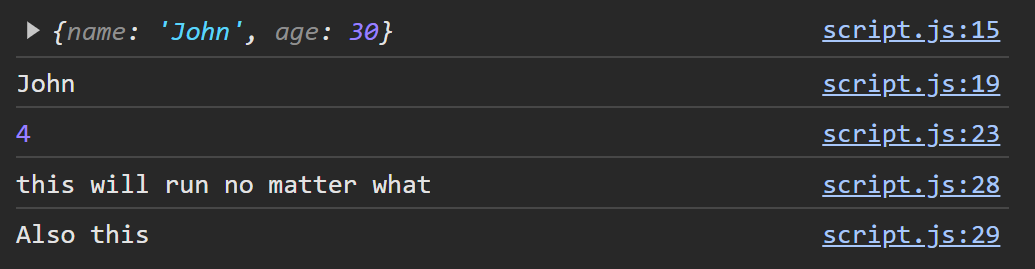 {name: 'John', age: 30} script.js:15
John script.js:19
4 script.js:23
this will run no matter what script.js:28
Also this script.js:29